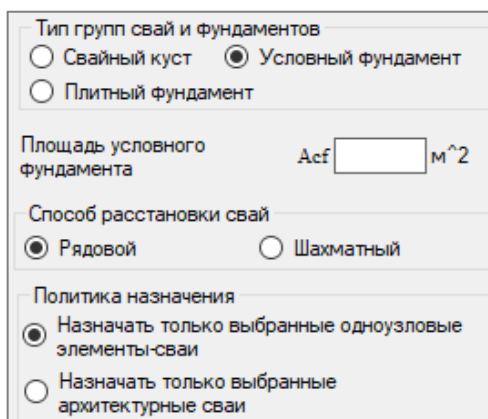 Тип групп свай и фундаментов
Свайный куст Условный фундамент
Плитный фундамент
Площадь условного
фундамента Acf м^2
Способ расстановки свай
Рядовой Шахматный
Политика назначения
Назначать только выбранные одноузловые
элементы-сваи
Назначать только выбранные
архитектурные сваи